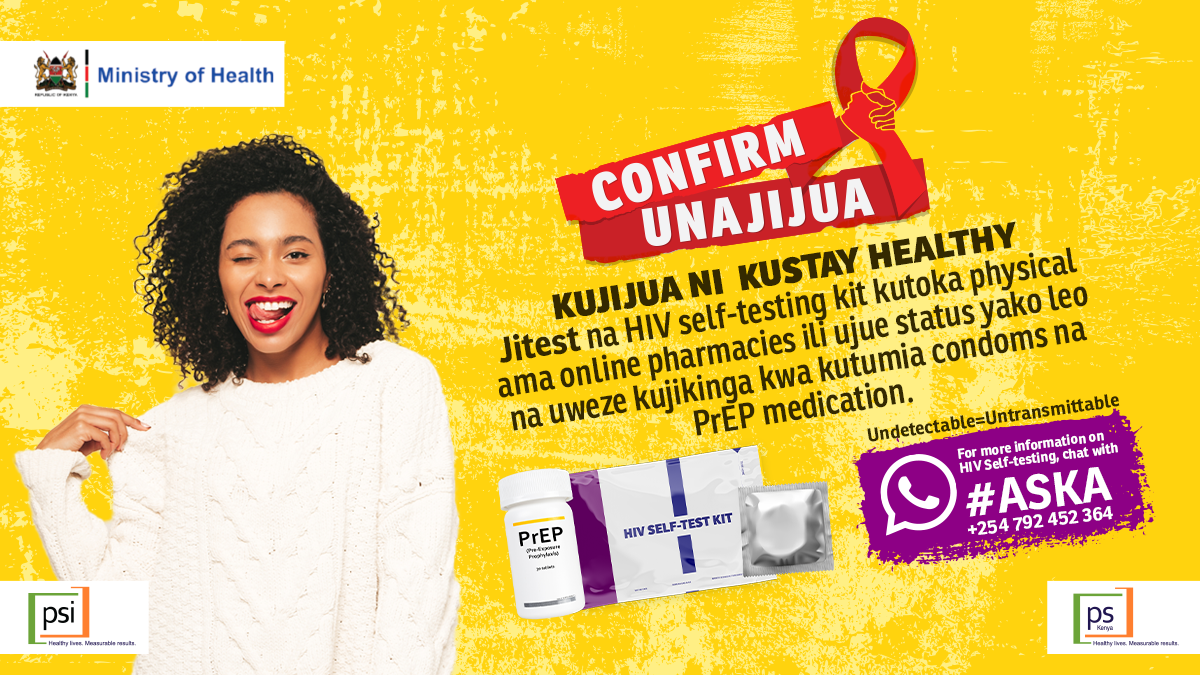 REPUBLIC OF KENYA
Ministry of Health
CONFIRM
UNAJIJUA
KUJIJUA NI KUSTAY HEALTHY
Jitest na HIV self-testing kit kutoka physical
ama online pharmacies ili ujue status yako leo
na uweze kujikinga kwa kutumia condoms na
PrEP medication.
Undetectable=Untransmittable
For more information on
HIV Self-testing, chat with
#ASKA
+254 792 452 364
PrEP
(Pre-Exposure
Prophylaxis)
30 tablets
HIV SELF-TEST KIT
psi
Healthy lives. Measurable results.
ps
Kenya
Healthy lives. Measurable results.